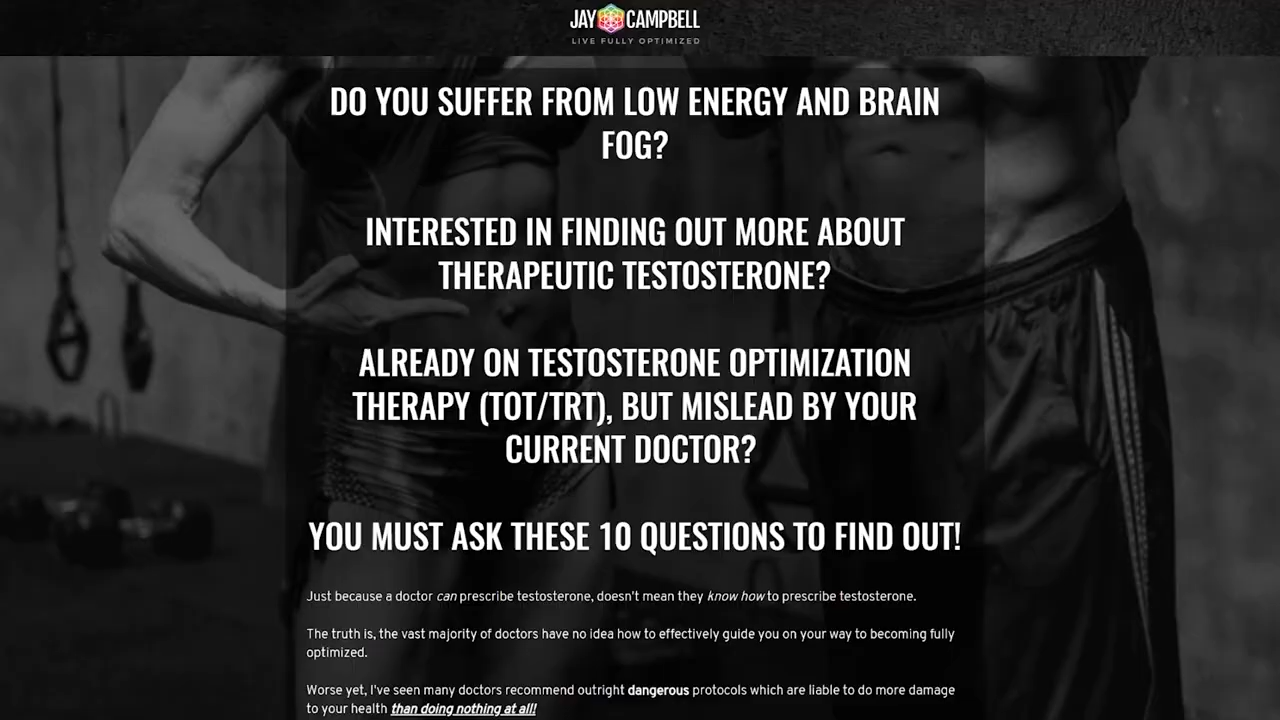 JAY CAMPBELL
LIVE FULLY OPTIMIZED
DO YOU SUFFER FROM LOW ENERGY AND BRAIN
FOG?
INTERESTED IN FINDING OUT MORE ABOUT
THERAPEUTIC TESTOSTERONE?
ALREADY ON TESTOSTERONE OPTIMIZATION
THERAPY (TOT/TRT), BUT MISLEAD BY YOUR
CURRENT DOCTOR?
YOU MUST ASK THESE 10 QUESTIONS TO FIND OUT!
Just because a doctor can prescribe testosterone, doesn't mean they know how to prescribe testosterone.
The truth is, the vast majority of doctors have no idea how to effectively guide you on your way to becoming fully
optimized.
Worse yet, I've seen many doctors recommend outright dangerous protocols which are liable to do more damage
to your health than doing nothing at all!